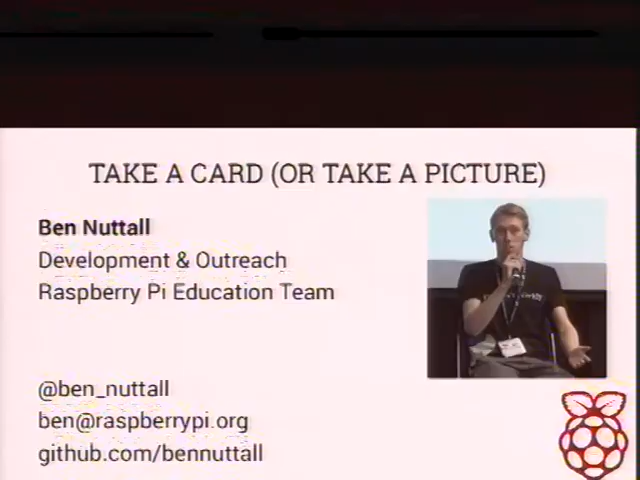 TAKE A CARD (OR TAKE A PICTURE)
Ben Nuttall
Development & Outreach
Raspberry Pi Education Team
@ben_nuttall
ben@raspberrypi.org
github.com/bennuttall